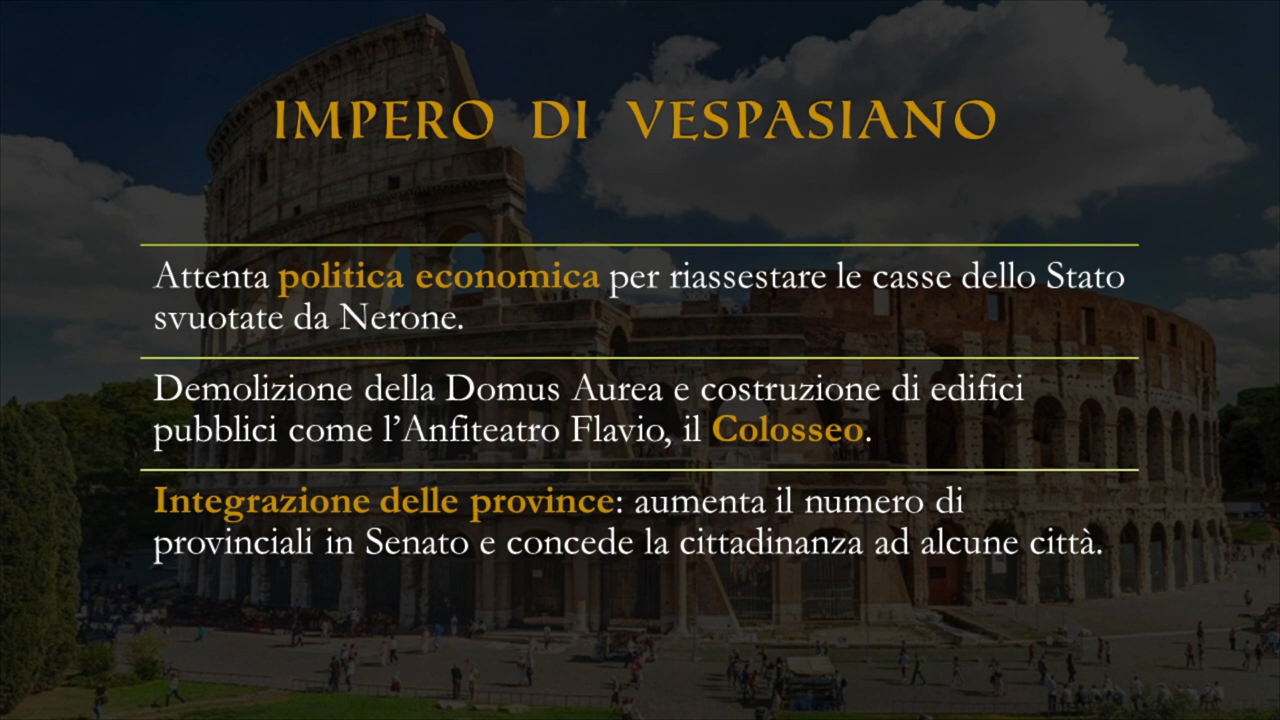 IMPERO DI VESPASIANO
Attenta politica economica per riassestare le casse dello Stato
svuotate da Nerone.
Demolizione della Domus Aurea e costruzione di edifici
pubblici come l’Anfiteatro Flavio, il Colosseo.
Integrazione delle province: aumenta il numero di
provinciali in Senato e concede la cittadinanza ad alcune città.